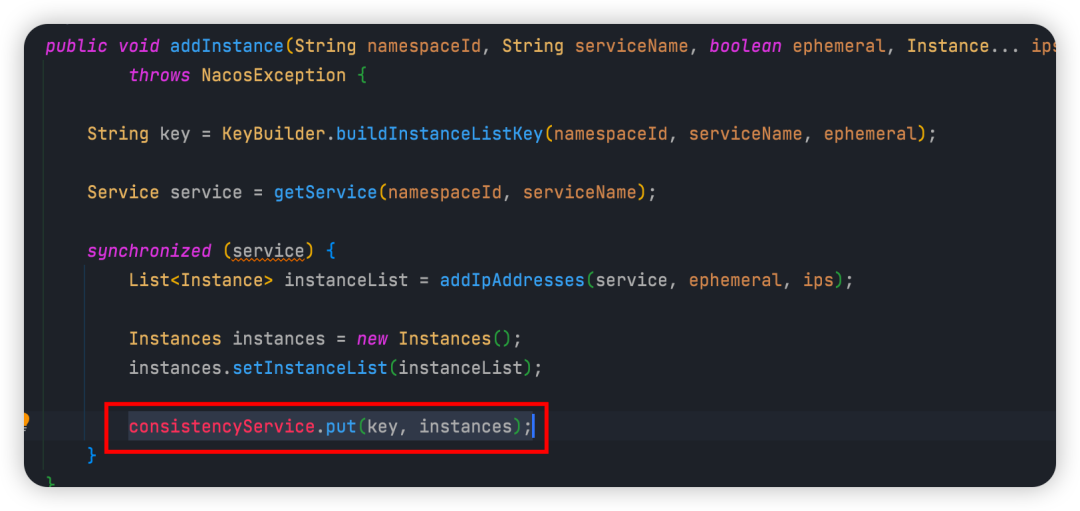 public void addInstance(String namespaceId, String serviceName, boolean ephemeral, Instance... ips
throws NacosException {
String key = KeyBuilder.buildInstanceListKey(namespaceId, serviceName, ephemeral);
Service service = getService(namespaceId, serviceName);
synchronized (service) {
List<Instance> instanceList = addIpAddresses(service, ephemeral, ips);
Instances instances = new Instances();
instances.setInstanceList(instanceList);
consistencyService.put(key, instances);
}
}